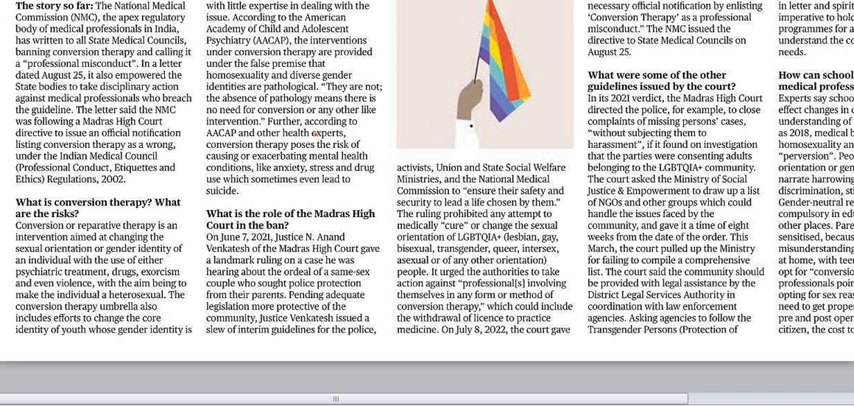 The story so far: The National Medical
Commission (NMC), the apex regulatory
body of medical professionals in India,
has written to all State Medical Councils,
banning conversion therapy and calling it
a “professional misconduct”. In a letter
dated August 25, it also empowered the
State bodies to take disciplinary action
against medical professionals who breach
the guideline. The letter said the NMC
was following a Madras High Court
directive to issue an official notification
listing conversion therapy as a wrong,
under the Indian Medical Council
(Professional Conduct, Etiquettes and
Ethics) Regulations, 2002.
What is conversion therapy? What
are the risks?
Conversion or reparative therapy is an
intervention aimed at changing the
sexual orientation or gender identity of
an individual with the use of either
psychiatric treatment, drugs, exorcism
and even violence, with the aim being to
make the individual a heterosexual. The
conversion therapy umbrella also
includes efforts to change the core
identity of youth whose gender identity is
with little expertise in dealing with the
issue. According to the American
Academy of Child and Adolescent
Psychiatry (AACAP), the interventions
under conversion therapy are provided
under the false premise that
homosexuality and diverse gender
identities are pathological. “They are not;
the absence of pathology means there is
no need for conversion or any other like
intervention.” Further, according to
AACAP and other health experts,
conversion therapy poses the risk of
causing or exacerbating mental health
conditions, like anxiety, stress and drug
use which sometimes even lead to
suicide.
What is the role of the Madras High
Court in the ban?
On June 7, 2021, Justice N. Anand
Venkatesh of the Madras High Court gave
a landmark ruling on a case he was
hearing about the ordeal of a same-sex
couple who sought police protection
from their parents. Pending adequate
legislation more protective of the
community, Justice Venkatesh issued a
slew of interim guidelines for the police,
activists, Union and State Social Welfare
Ministries, and the National Medical
Commission to “ensure their safety and
security to lead a life chosen by them.”
The ruling prohibited any attempt to
medically “cure” or change the sexual
orientation of LGBTQIA+ (lesbian, gay,
bisexual, transgender, queer, intersex,
asexual or of any other orientation)
people. It urged the authorities to take
action against “professional[s] involving
themselves in any form or method of
conversion therapy,” which could include
the withdrawal of licence to practice
medicine. On July 8, 2022, the court gave
necessary official notification by enlisting
‘Conversion Therapy’ as a professional
misconduct.” The NMC issued the
directive to State Medical Councils on
August 25.
What were some of the other
guidelines issued by the court?
In its 2021 verdict, the Madras High Court
directed the police, for example, to close
complaints of missing persons’ cases,
“without subjecting them to
harassment”, if it found on investigation
that the parties were consenting adults
belonging to the LGBTQIA+ community.
The court asked the Ministry of Social
Justice & Empowerment to draw up a list
of NGOs and other groups which could
handle the issues faced by the
community, and gave it a time of eight
weeks from the date of the order. This
March, the court pulled up the Ministry
for failing to compile a comprehensive
list. The court said the community should
be provided with legal assistance by the
District Legal Services Authority in
coordination with law enforcement
agencies. Asking agencies to follow the
Transgender Persons (Protection of
in letter and spirit
imperative to hold
programmes for a
understand the co
needs.
How can school
medical profess
Experts say schoo
effect changes in
understanding of
as 2018, medical b
homosexuality an
“perversion”. Peo
orientation or gen
narrate harrowing
discrimination, sti
Gender-neutral re
compulsory in edu
other places. Pare
sensitised, becaus
misunderstanding
at home, with teen
opt for “conversio
professionals poin
opting for sex reas
need to get proper
pre and post oper
citizen, the cost to